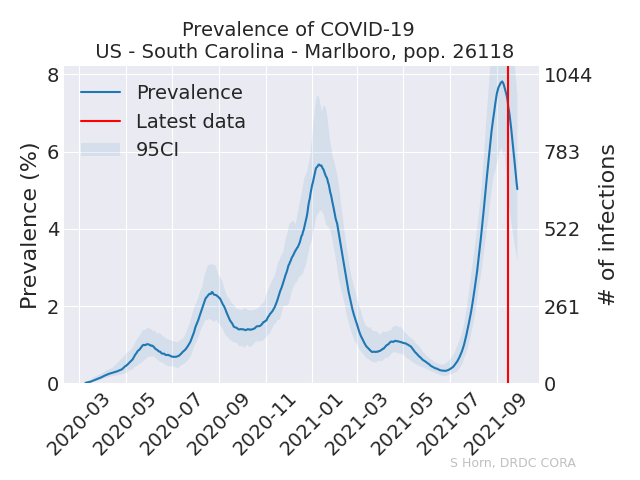 Prevalence of COVID-19
US - South Carolina - Marlboro, pop. 26118
Prevalence
Latest data
95CI
Prevalence (%)
8
6
4
2
0
1044
783
522
261
0
# of infections
2020-03
2020-05
2020-07
2020-09
2020-11
2021-01
2021-03
2021-05
2021-07
2021-09
S Horn, DRDC CORA